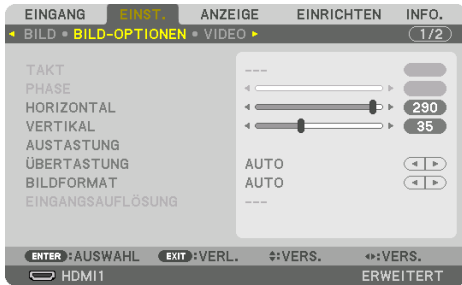 EINGANG EINST. ANZEIGE EINRICHTEN INFO.
◂ BILD • BILD-OPTIONEN • VIDEO ▸ (1/2)
TAKT ---
PHASE
HORIZONTAL 290
VERTIKAL 35
AUSTASTUNG
ÜBERTASTUNG AUTO
BILDFORMAT AUTO
EINGANGSAUFLÖSUNG ---
ENTER :AUSWAHL EXIT :VERL. :VERS. :VERS.
HDMI1 ERWEITERT